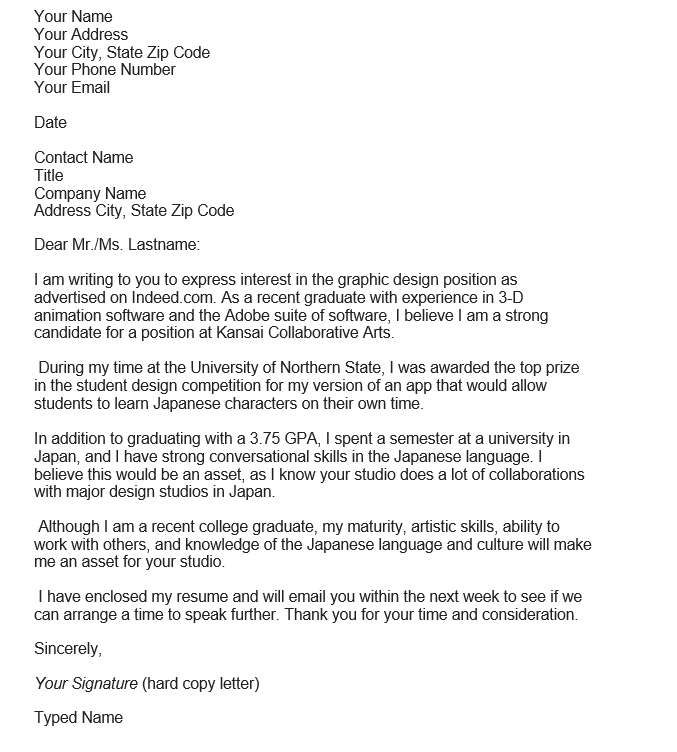 Your Name
Your Address
Your City, State Zip Code
Your Phone Number
Your Email
Date
Contact Name
Title
Company Name
Address City, State Zip Code
Dear Mr./Ms. Lastname:
I am writing to you to express interest in the graphic design position as
advertised on Indeed.com. As a recent graduate with experience in 3-D
animation software and the Adobe suite of software, I believe I am a strong
candidate for a position at Kansai Collaborative Arts.
During my time at the University of Northern State, I was awarded the top prize
in the student design competition for my version of an app that would allow
students to learn Japanese characters on their own time.
In addition to graduating with a 3.75 GPA, I spent a semester at a university in
Japan, and I have strong conversational skills in the Japanese language. I
believe this would be an asset, as I know your studio does a lot of collaborations
with major design studios in Japan.
Although I am a recent college graduate, my maturity, artistic skills, ability to
work with others, and knowledge of the Japanese language and culture will make
me an asset for your studio.
I have enclosed my resume and will email you within the next week to see if we
can arrange a time to speak further. Thank you for your time and consideration.
Sincerely,
Your Signature (hard copy letter)
Typed Name